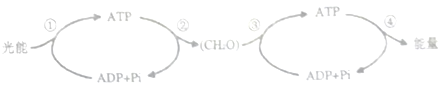 ATP ATP
① ② ③ ④
光能 (CH₂O) 能量
ADP+Pi ADP+Pi